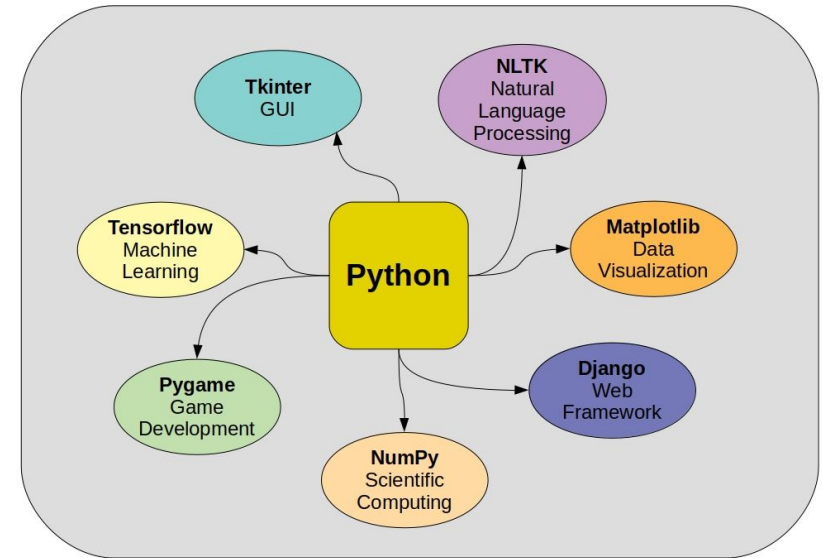 Tkinter
GUI
NLTK
Natural
Language
Processing
Tensorflow
Machine
Learning
Python
Matplotlib
Data
Visualization
Pygame
Game
Development
Django
Web
Framework
NumPy
Scientific
Computing